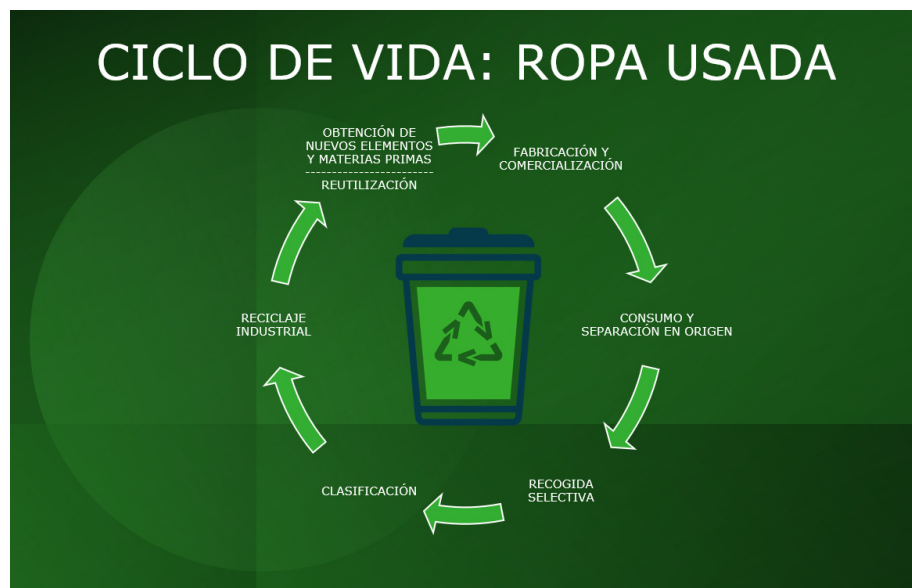 CICLO DE VIDA: ROPA USADA
OBTENCIÓN DE
NUEVOS ELEMENTOS
Y MATERIAS PRIMAS
------------------------
REUTILIZACIÓN
FABRICACIÓN Y
COMERCIALIZACIÓN
CONSUMO Y
SEPARACIÓN EN ORIGEN
RECOGIDA
SELECTIVA
CLASIFICACIÓN
RECICLAJE
INDUSTRIAL